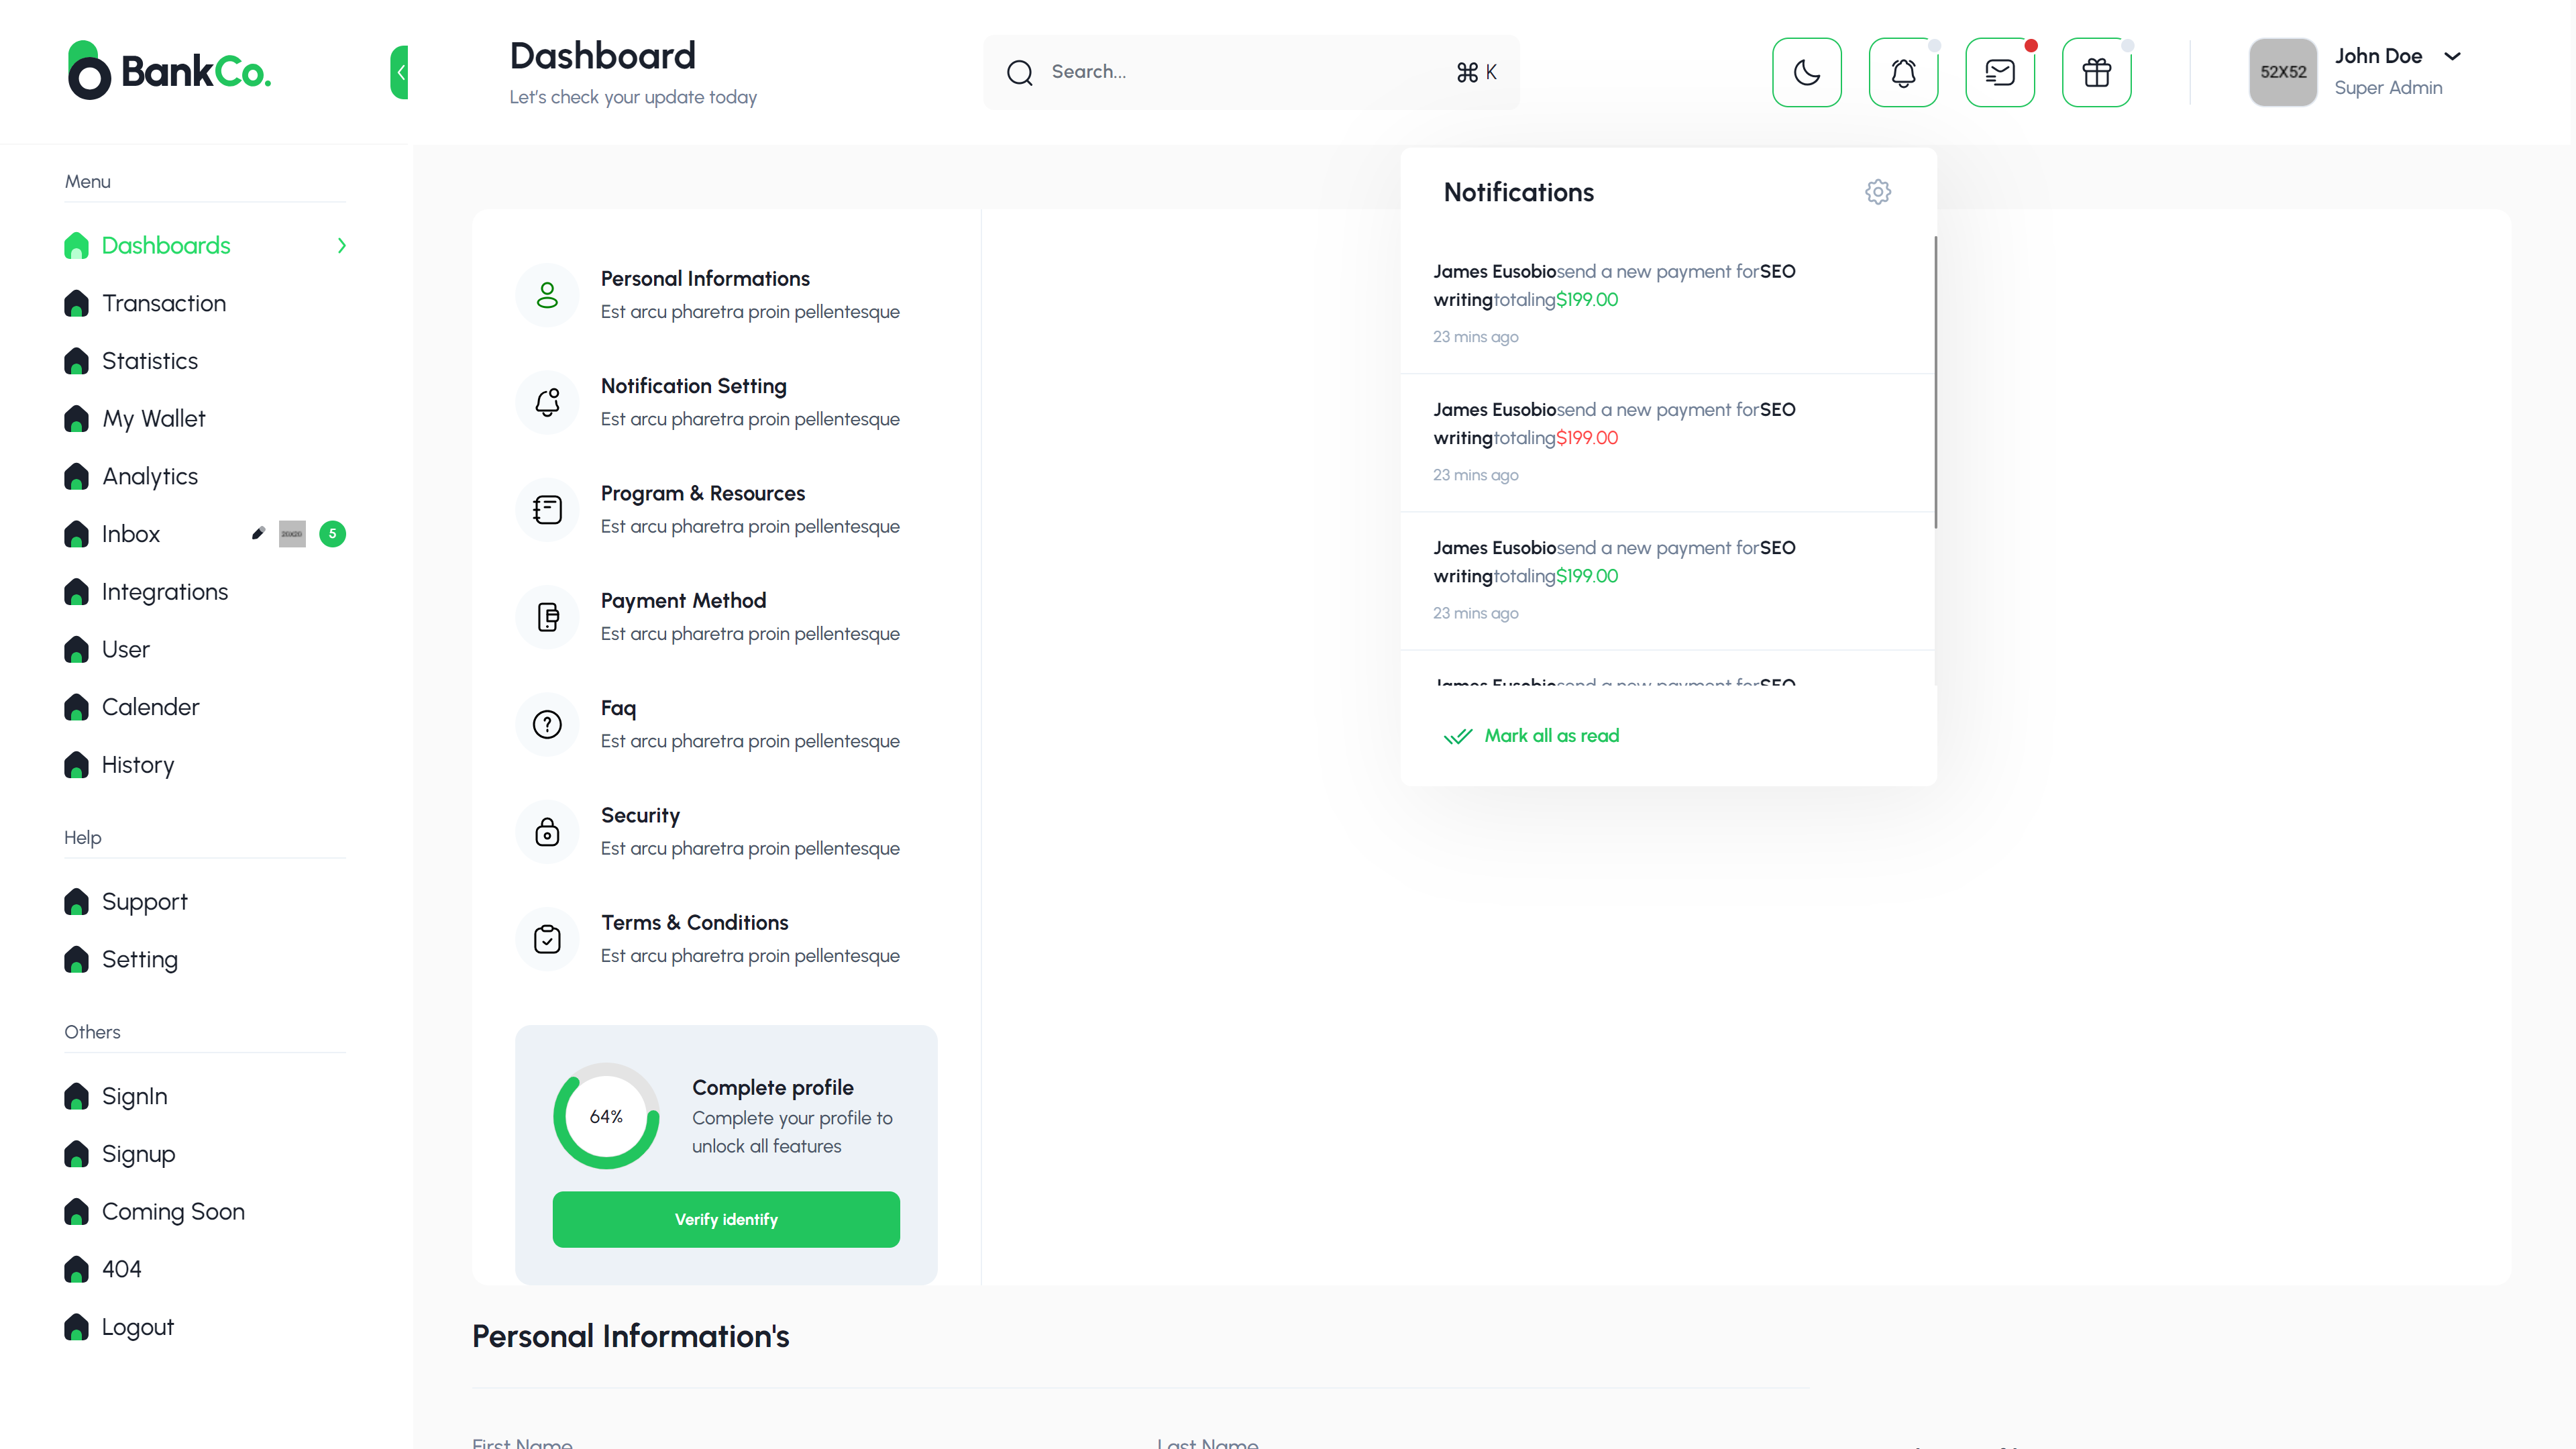 BankCo.
Dashboard
Let's check your update today
Search...
⌘ K
52X52
John Doe
Super Admin
Menu
Dashboards
Transaction
Statistics
My Wallet
Analytics
Inbox
20X20
5
Integrations
User
Calender
History
Help
Support
Setting
Others
SignIn
Signup
Coming Soon
404
Logout
Personal Informations
Est arcu pharetra proin pellentesque
Notification Setting
Est arcu pharetra proin pellentesque
Program & Resources
Est arcu pharetra proin pellentesque
Payment Method
Est arcu pharetra proin pellentesque
Faq
Est arcu pharetra proin pellentesque
Security
Est arcu pharetra proin pellentesque
Terms & Conditions
Est arcu pharetra proin pellentesque
64%
Complete profile
Complete your profile to
unlock all features
Verify identify
Notifications
James Eusobiosend a new payment forSEO
writingtotaling$199.00
23 mins ago
James Eusobiosend a new payment forSEO
writingtotaling$199.00
23 mins ago
James Eusobiosend a new payment forSEO
writingtotaling$199.00
23 mins ago
James Eusobiosend a new payment forSEO
Mark all as read
Personal Information's
First Name
Last Name